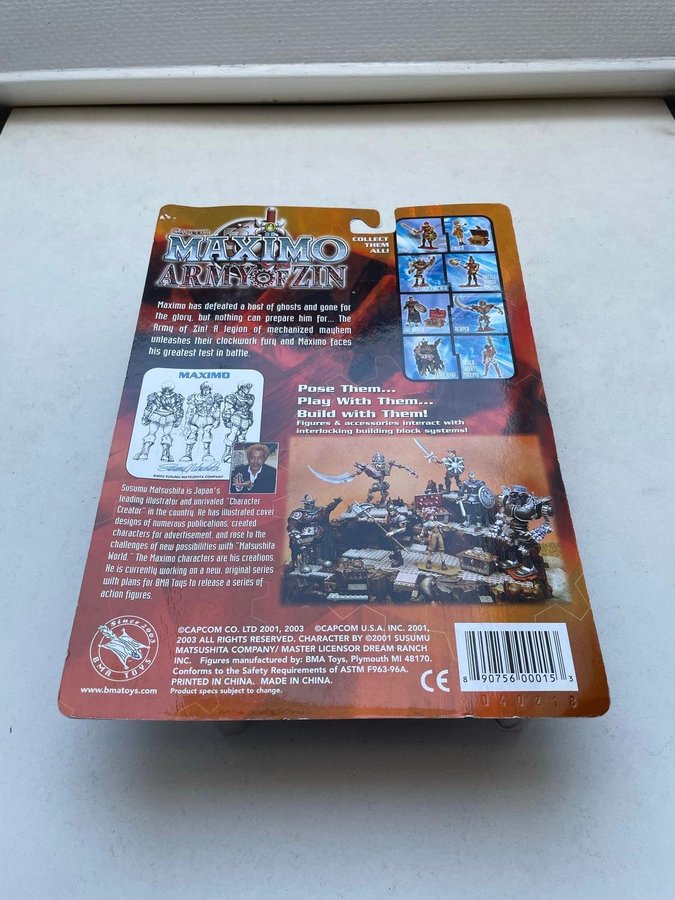 CAPCOM
MAXIMO
ARMY OF ZIN
COLLECT
THEM
ALL!
Maximo has defeated a host of ghosts and gone for
the glory, but nothing can prepare him for... The
Army of Zin! A legion of mechanized mayhem
unleashes their clockwork fury and Maximo faces
his greatest test in battle.
REAPER
MAXIMO
©2002 SUSUMU MATSUSHITA COMPANY
Pose Them...
Play With Them...
Build with Them!
Figures & accessories interact with
interlocking building block systems!
Susumu Matsushita is Japan's
leading illustrator and unrivaled "Character
Creator" in the country. He has illustrated cover
designs of numerous publications, created
characters for advertisement, and rose to the
challenges of new possibilities with "Matsushita
World." The Maximo characters are his creations.
He is currently working on a new, original series
with plans for BMA Toys to release a series of
action figures.
Since 2003
BMA TOYS
www.bmatoys.com
©CAPCOM CO. LTD 2001, 2003 ©CAPCOM U.S.A. INC. 2001,
2003 ALL RIGHTS RESERVED. CHARACTER BY ©2001 SUSUMU
MATSUSHITA COMPANY/ MASTER LICENSOR DREAM RANCH
INC. Figures manufactured by: BMA Toys, Plymouth MI 48170.
Conforms to the Safety Requirements of ASTM F963-96A.
PRINTED IN CHINA. MADE IN CHINA.
Product specs subject to change.
CE
8 90756 00015 3